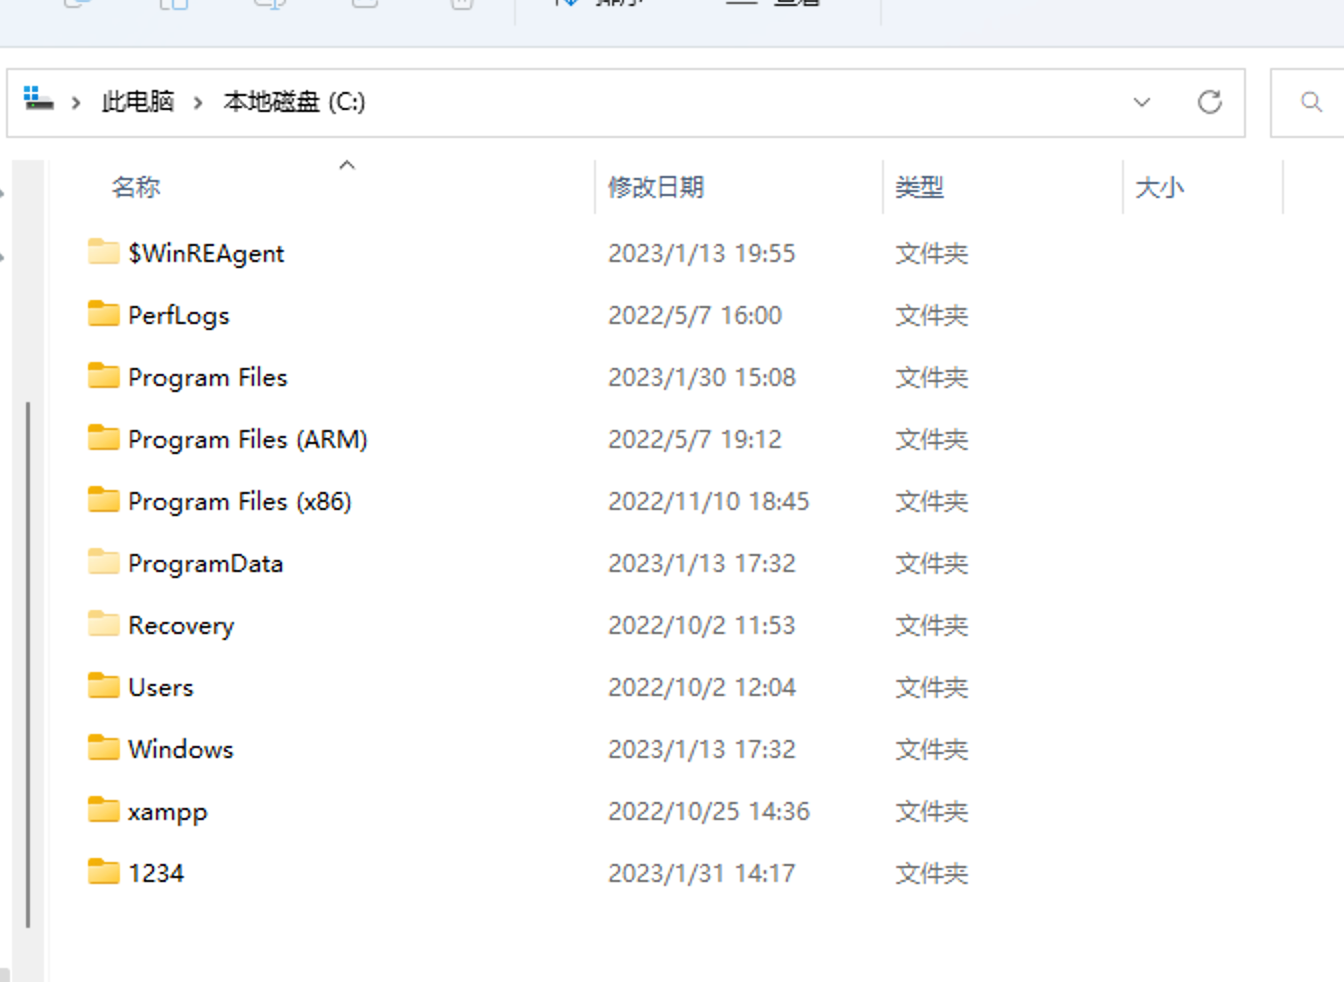 此电脑 本地磁盘 (C:)
名称 修改日期 类型 大小
$WinREAgent 2023/1/13 19:55 文件夹
PerfLogs 2022/5/7 16:00 文件夹
Program Files 2023/1/30 15:08 文件夹
Program Files (ARM) 2022/5/7 19:12 文件夹
Program Files (x86) 2022/11/10 18:45 文件夹
ProgramData 2023/1/13 17:32 文件夹
Recovery 2022/10/2 11:53 文件夹
Users 2022/10/2 12:04 文件夹
Windows 2023/1/13 17:32 文件夹
xampp 2022/10/25 14:36 文件夹
1234 2023/1/31 14:17 文件夹